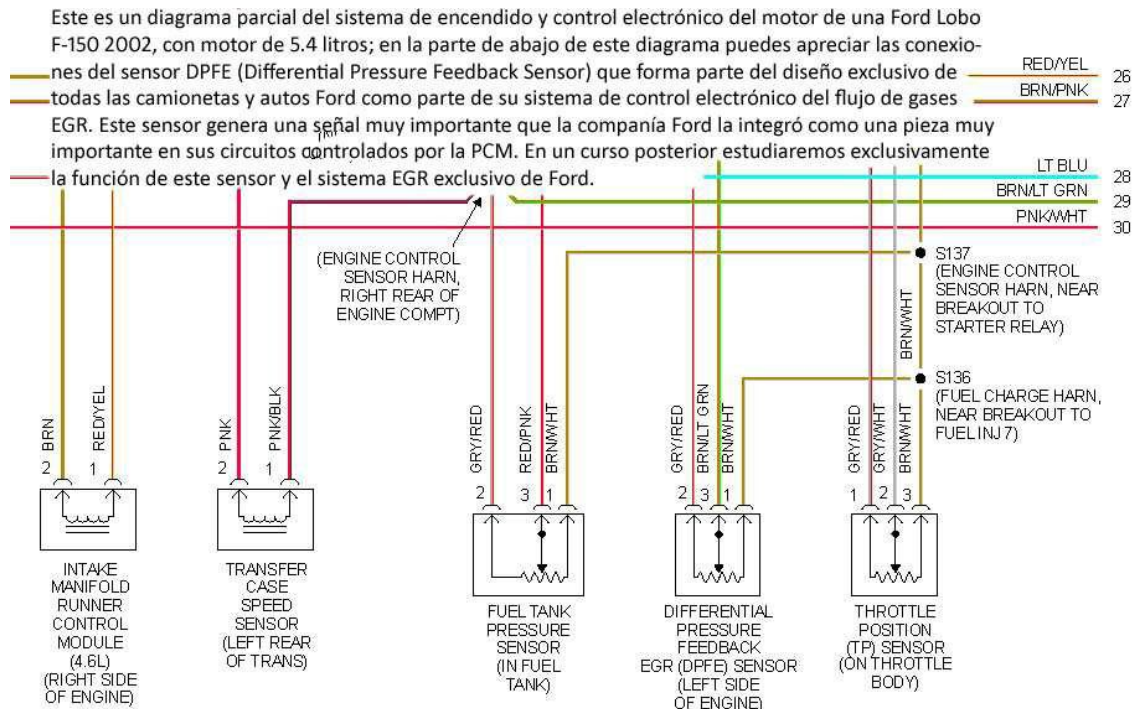 Este es un diagrama parcial del sistema de encendido y control electrónico del motor de una Ford Lobo
F-150 2002, con motor de 5.4 litros; en la parte de abajo de este diagrama puedes apreciar las conexio-
nes del sensor DPFE (Differential Pressure Feedback Sensor) que forma parte del diseño exclusivo de
todas las camionetas y autos Ford como parte de su sistema de control electrónico del flujo de gases
EGR. Este sensor genera una señal muy importante que la companía Ford la integró como una pieza muy
importante en sus circuitos controlados por la PCM. En un curso posterior estudiaremos exclusivamente
la función de este sensor y el sistema EGR exclusivo de Ford.
RED/YEL 26
BRN/PNK 27
LT BLU 28
BRN/LT GRN 29
PNK/WHT 30
(ENGINE CONTROL
SENSOR HARN,
RIGHT REAR OF
ENGINE COMPT)
S137
(ENGINE CONTROL
SENSOR HARN, NEAR
BREAKOUT TO
STARTER RELAY)
BRN/WHT
S136
(FUEL CHARGE HARN,
NEAR BREAKOUT TO
FUEL INJ 7)
BRN
RED/YEL
PNK
PNK/BLK
GRY/RED
RED/PNK
BRN/WHT
GRY/RED
BRN/LT GRN
BRN/WHT
GRY/RED
GRY/WHT
BRN/WHT
2 1
2 1
2 3 1
2 3 1
1 2 3
INTAKE
MANIFOLD
RUNNER
CONTROL
MODULE
(4.6L)
(RIGHT SIDE
OF ENGINE)
TRANSFER
CASE
SPEED
SENSOR
(LEFT REAR
OF TRANS)
FUEL TANK
PRESSURE
SENSOR
(IN FUEL
TANK)
DIFFERENTIAL
PRESSURE
FEEDBACK
EGR (DPFE) SENSOR
(LEFT SIDE
OF ENGINE)
THROTTLE
POSITION
(TP) SENSOR
(ON THROTTLE
BODY)